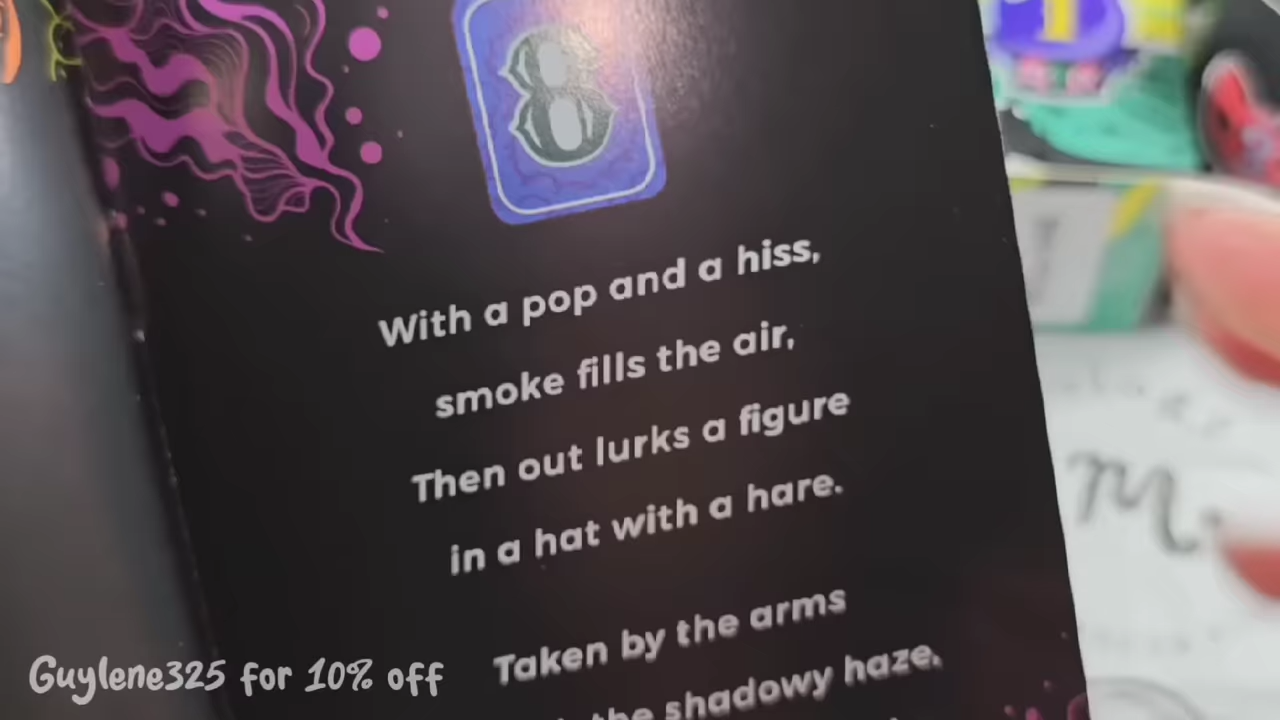 8
With a pop and a hiss,
smoke fills the air,
Then out lurks a figure
in a hat with a hare.
Taken by the arms
the shadowy haze,
Guylene325 for 10% off